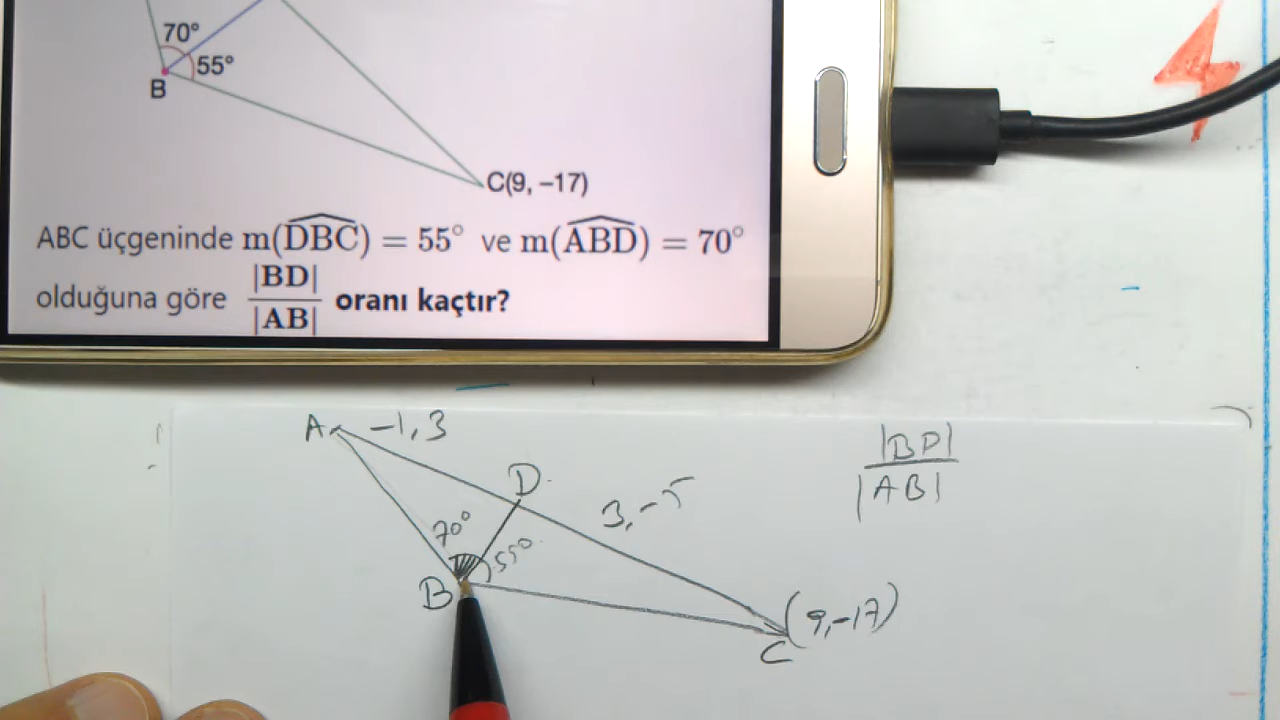 70°
55°
B
C(9, −17)
ABC üçgeninde m(DBC) = 55° ve m(ABD) = 70°
olduğuna göre |BD| / |AB| oranı kaçtır?
A −1,3
D
3,−5
70°
55°
B
(9,−17)
C
|BD|
|AB|